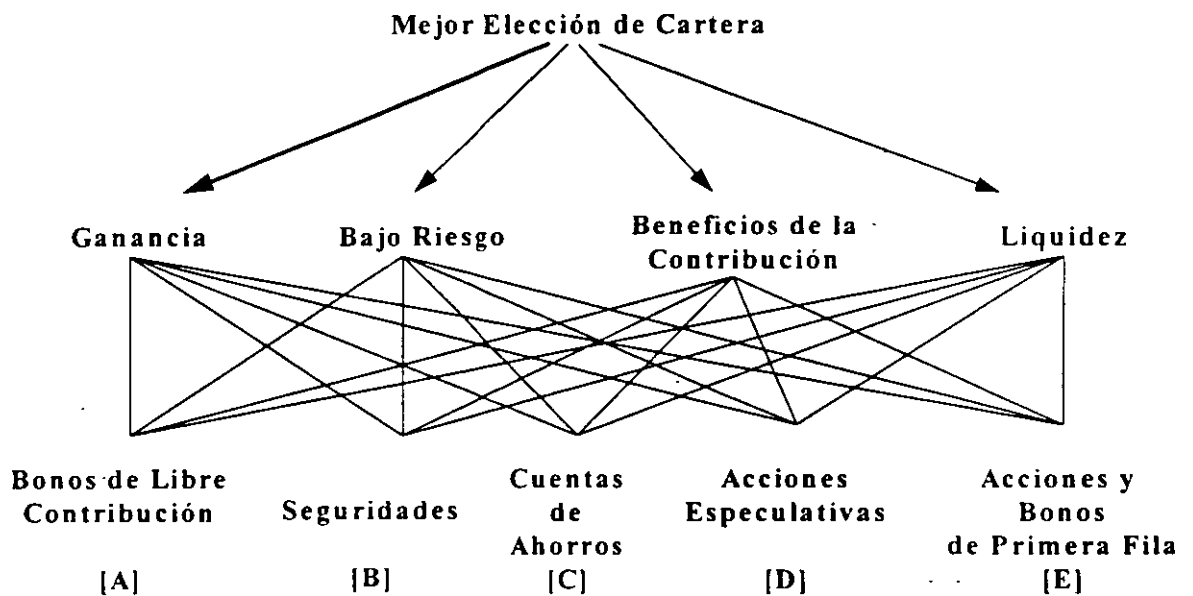 Mejor Elección de Cartera
Ganancia
Bajo Riesgo
Beneficios de la
Contribución
Liquidez
Bonos de Libre
Contribución
[A]
Seguridades
[B]
Cuentas
de
Ahorros
[C]
Acciones
Especulativas
[D]
Acciones y
Bonos
de Primera Fila
[E]